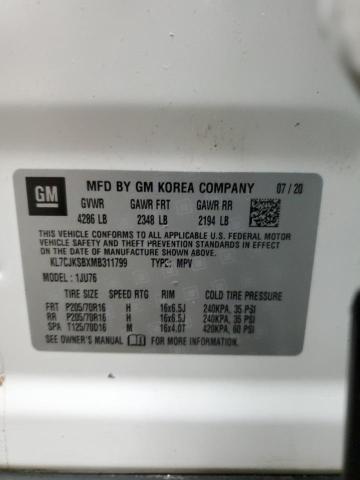 GM
MFD BY GM KOREA COMPANY 07 / 20
GVWR GAWR FRT GAWR RR
4286 LB 2348 LB 2194 LB
THIS VEHICLE CONFORMS TO ALL APPLICABLE U.S. FEDERAL MOTOR
VEHICLE SAFETY, BUMPER, AND THEFT PREVENTION STANDARDS
IN EFFECT ON THE DATE OF MANUFACTURE SHOWN ABOVE.
KL7CJKSBXMB311799 TYPE: MPV
MODEL : 1JU76
TIRE SIZE SPEED RTG RIM COLD TIRE PRESSURE
FRT P205/70R16 H 16x6.5J 240KPA, 35 PSI
RR P205/70R16 H 16x6.5J 240KPA, 35 PSI
SPA T125/70D16 M 16x4.0T 420KPA, 60 PSI
SEE OWNER'S MANUAL FOR MORE INFORMATION